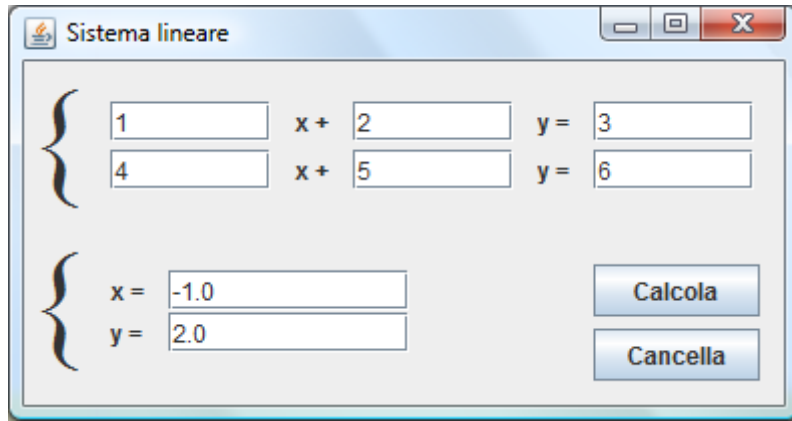 Sistema lineare
1 x + 2 y = 3
4 x + 5 y = 6
x = -1.0
Calcola
y = 2.0
Cancella